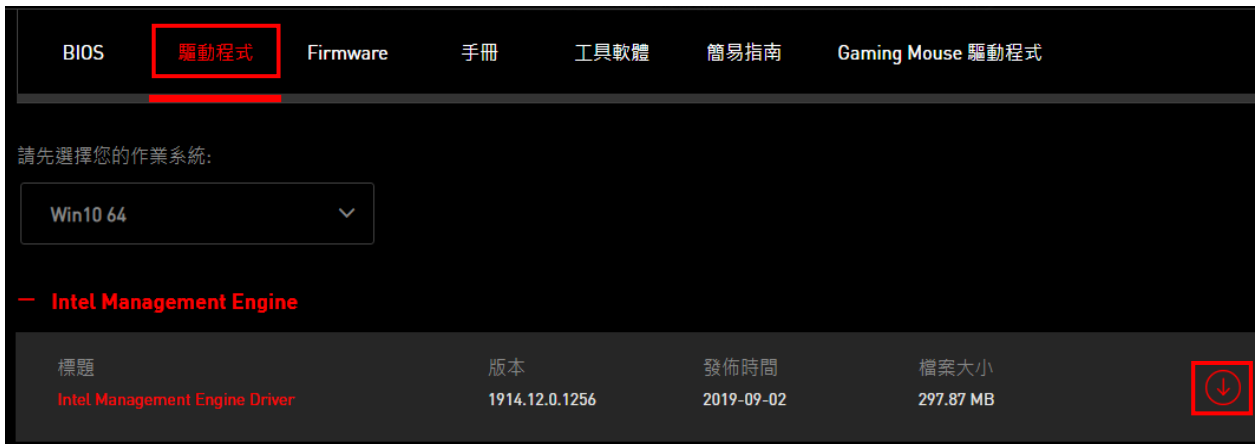 BIOS 驅動程式 Firmware 手冊 工具軟體 簡易指南 Gaming Mouse 驅動程式
請先選擇您的作業系統:
Win10 64
Intel Management Engine
標題 版本 發佈時間 檔案大小
Intel Management Engine Driver 1914.12.0.1256 2019-09-02 297.87 MB